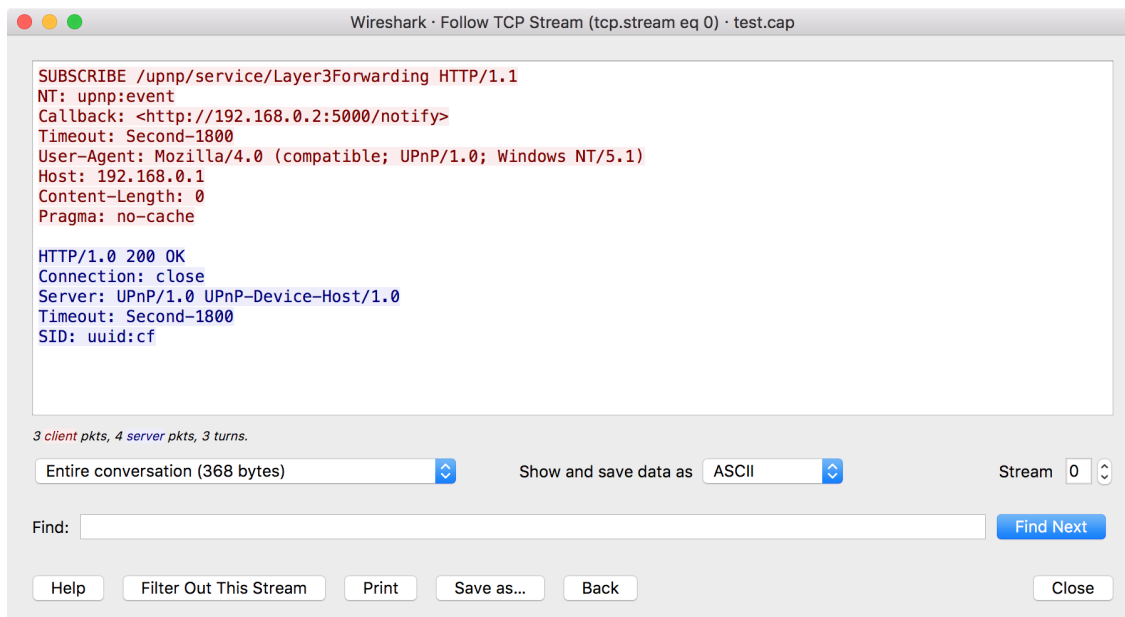 Wireshark · Follow TCP Stream (tcp.stream eq 0) · test.cap
SUBSCRIBE /upnp/service/Layer3Forwarding HTTP/1.1
NT: upnp:event
Callback: <http://192.168.0.2:5000/notify>
Timeout: Second-1800
User-Agent: Mozilla/4.0 (compatible; UPnP/1.0; Windows NT/5.1)
Host: 192.168.0.1
Content-Length: 0
Pragma: no-cache
HTTP/1.0 200 OK
Connection: close
Server: UPnP/1.0 UPnP-Device-Host/1.0
Timeout: Second-1800
SID: uuid:cf
3 client pkts, 4 server pkts, 3 turns.
Entire conversation (368 bytes) Show and save data as ASCII Stream 0
Find: Find Next
Help Filter Out This Stream Print Save as... Back Close